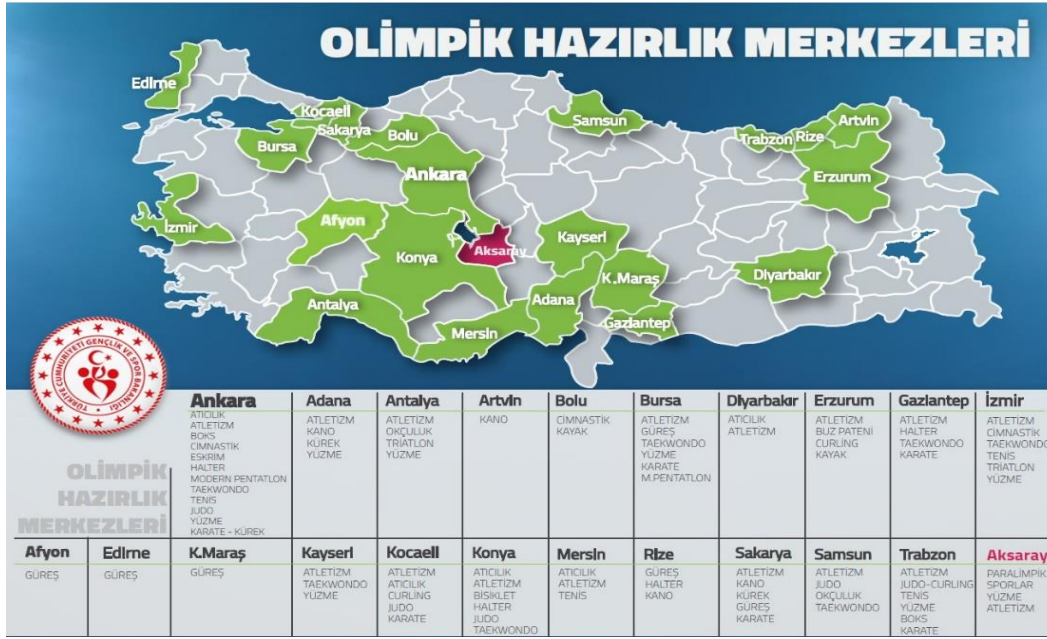 OLİMPİK HAZIRLIK MERKEZLERİ
Edirne
Kocaeli
Sakarya
Bolu
Bursa
Samsun
Trabzon
Rize
Artvin
Ankara
Erzurum
İzmir
Afyon
Konya
Aksaray
Kayseri
K.Maraş
Diyarbakır
Antalya
Mersin
Adana
Gaziantep
TÜRKİYE CUMHURİYETİ GENÇLİK VE SPOR BAKANLIĞI
OLİMPİK
HAZIRLIK
MERKEZLERİ
Ankara
ATICILIK
ATLETİZM
BOKS
CİMNASTİK
ESKRİM
HALTER
MODERN PENTATLON
TAEKWONDO
TENİS
JUDO
YÜZME
KARATE - KÜREK
Adana
ATLETİZM
KANO
KÜREK
YÜZME
Antalya
ATLETİZM
OKÇULUK
TRİATLON
YÜZME
Artvin
KANO
Bolu
CİMNASTİK
KAYAK
Bursa
ATLETİZM
GÜREŞ
TAEKWONDO
YÜZME
KARATE
M.PENTATLON
Diyarbakır
ATICILIK
ATLETİZM
Erzurum
ATLETİZM
BUZ PATENİ
CURLİNG
KAYAK
Gaziantep
ATLETİZM
HALTER
TAEKWONDO
KARATE
İzmir
ATLETİZM
CİMNASTİK
TAEKWONDO
TENİS
TRİATLON
YÜZME
Afyon
GÜREŞ
Edirne
GÜREŞ
K.Maraş
GÜREŞ
Kayseri
ATLETİZM
TAEKWONDO
YÜZME
Kocaeli
ATLETİZM
ATICILIK
CURLİNG
JUDO
KARATE
Konya
ATICILIK
ATLETİZM
BİSİKLET
HALTER
JUDO
TAEKWONDO
Mersin
ATICILIK
ATLETİZM
TENİS
Rize
GÜREŞ
HALTER
KANO
Sakarya
ATLETİZM
KANO
KÜREK
GÜREŞ
KARATE
Samsun
ATLETİZM
JUDO
OKÇULUK
TAEKWONDO
Trabzon
ATLETİZM
JUDO-CURLING
TENİS
YÜZME
BOKS
KARATE
Aksaray
PARALİMPİK
SPORLAR
YÜZME
ATLETİZM